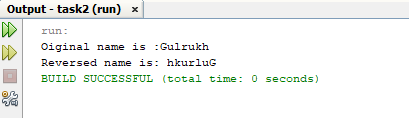 Output - task2 (run)
run:
Oiginal name is :Gulrukh
Reversed name is: hkurluG
BUILD SUCCESSFUL (total time: 0 seconds)